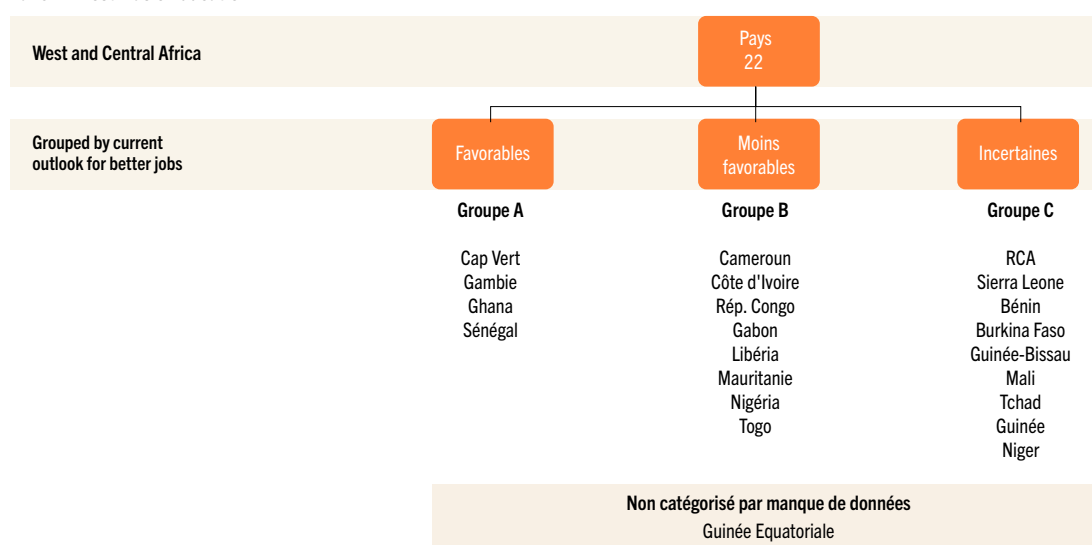 West and Central Africa
Pays
22
Grouped by current
outlook for better jobs
Favorables
Moins
favorables
Incertaines
Groupe A
Cap Vert
Gambie
Ghana
Sénégal
Groupe B
Cameroun
Côte d'Ivoire
Rép. Congo
Gabon
Libéria
Mauritanie
Nigéria
Togo
Groupe C
RCA
Sierra Leone
Bénin
Burkina Faso
Guinée-Bissau
Mali
Tchad
Guinée
Niger
Non catégorisé par manque de données
Guinée Equatoriale